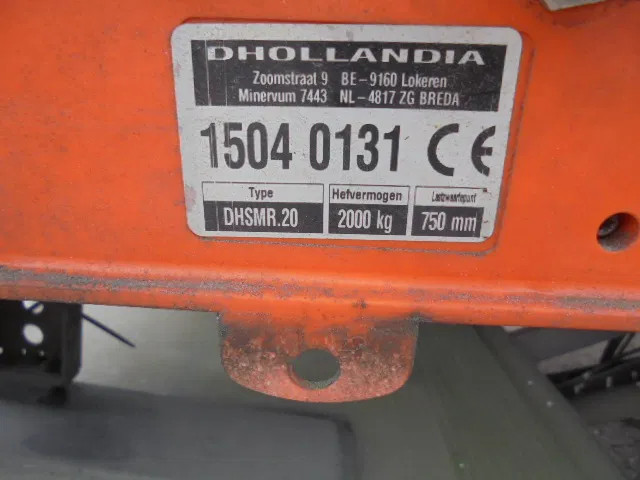 DHOLLANDIA
Zoomstraat 9 BE-9160 Lokeren
Minervum 7443 NL-4817 ZG BREDA
1504 0131 CE
Type Hefvermogen Lastzwaartepunt
DHSMR.20 2000 kg 750 mm